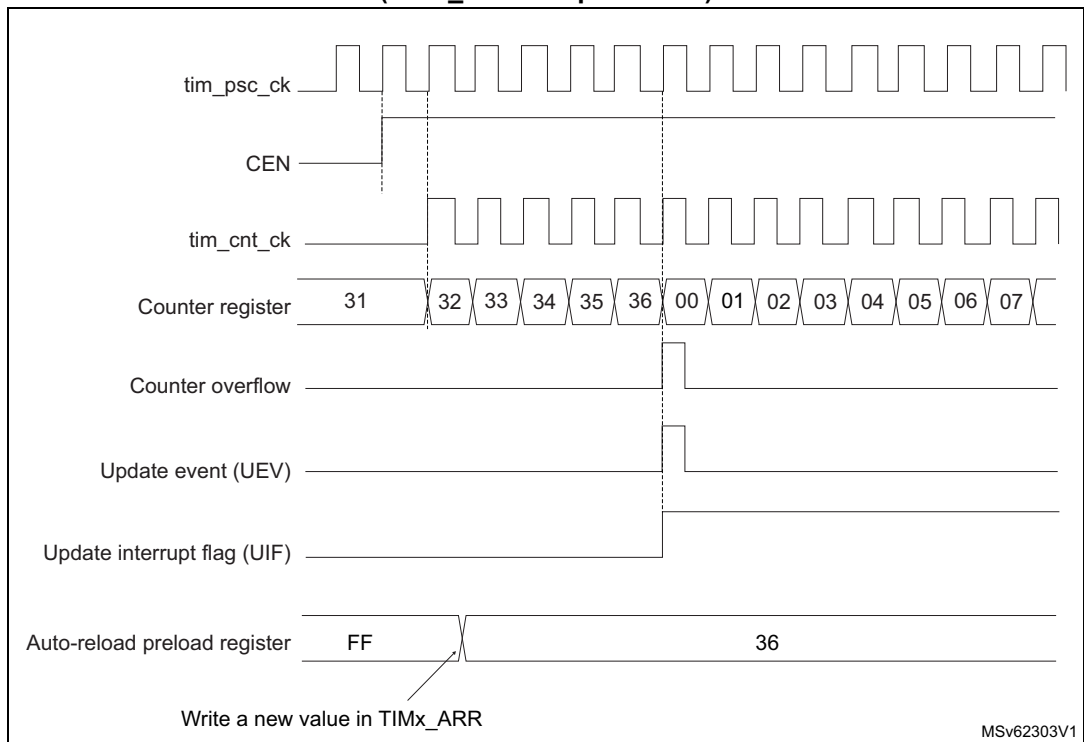 tim_psc_ck
CEN
tim_cnt_ck
Counter register 31 32 33 34 35 36 00 01 02 03 04 05 06 07
Counter overflow
Update event (UEV)
Update interrupt flag (UIF)
Auto-reload preload register FF 36
Write a new value in TIMx_ARR
MSv62303V1